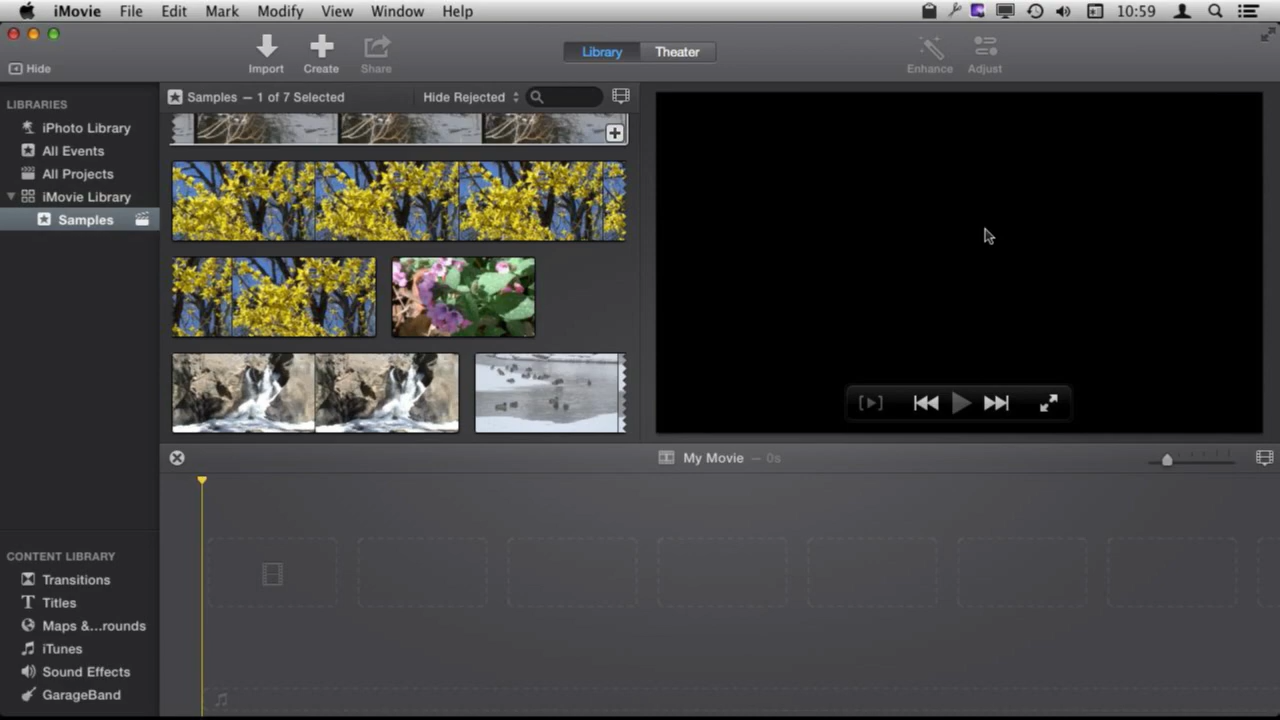 iMovie File Edit Mark Modify View Window Help 10:59
Hide Import Create Share Library Theater Enhance Adjust
LIBRARIES
iPhoto Library
All Events
All Projects
iMovie Library
Samples
Samples — 1 of 7 Selected Hide Rejected
My Movie — 0s
CONTENT LIBRARY
Transitions
Titles
Maps &...rounds
iTunes
Sound Effects
GarageBand